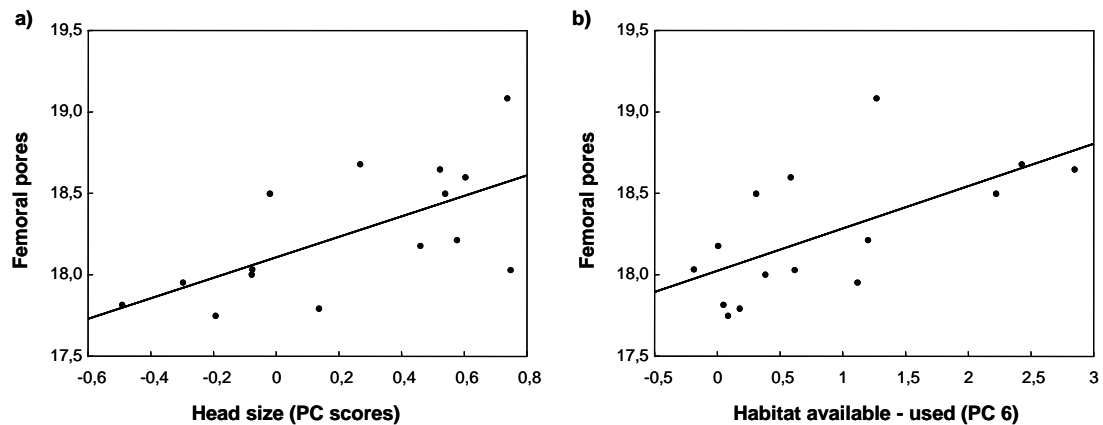 a)
19,5
19,0
18,5
18,0
17,5
Femoral pores
-0,6 -0,4 -0,2 0 0,2 0,4 0,6 0,8
Head size (PC scores)
b)
19,5
19,0
18,5
18,0
17,5
Femoral pores
-0,5 0 0,5 1 1,5 2 2,5 3
Habitat available - used (PC 6)